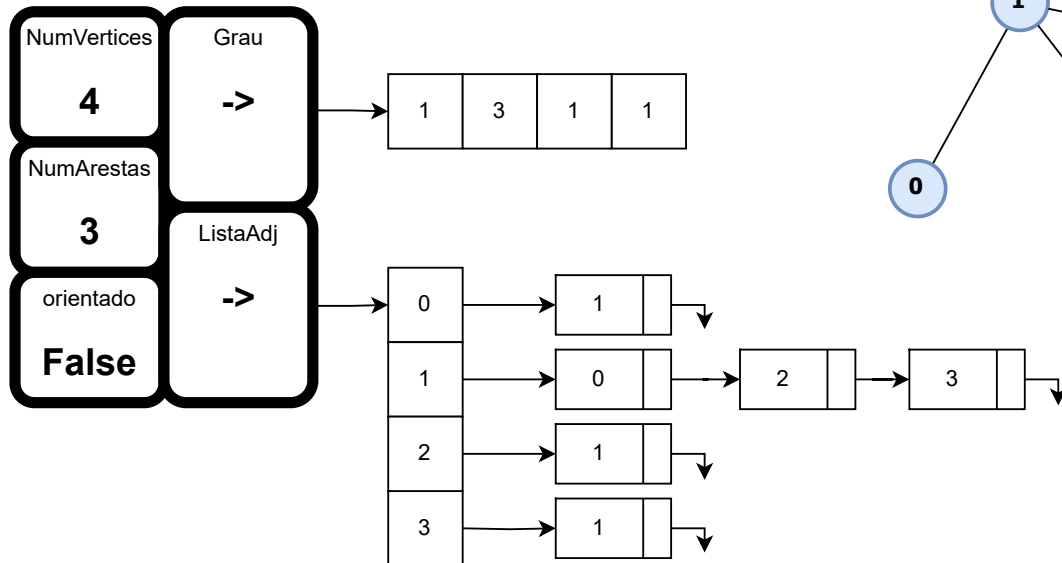 NumVertices
4
NumArestas
3
orientado
False
Grau
->
ListaAdj
->
1 3 1 1
1
0
0 1
1 0 2 3
2 1
3 1